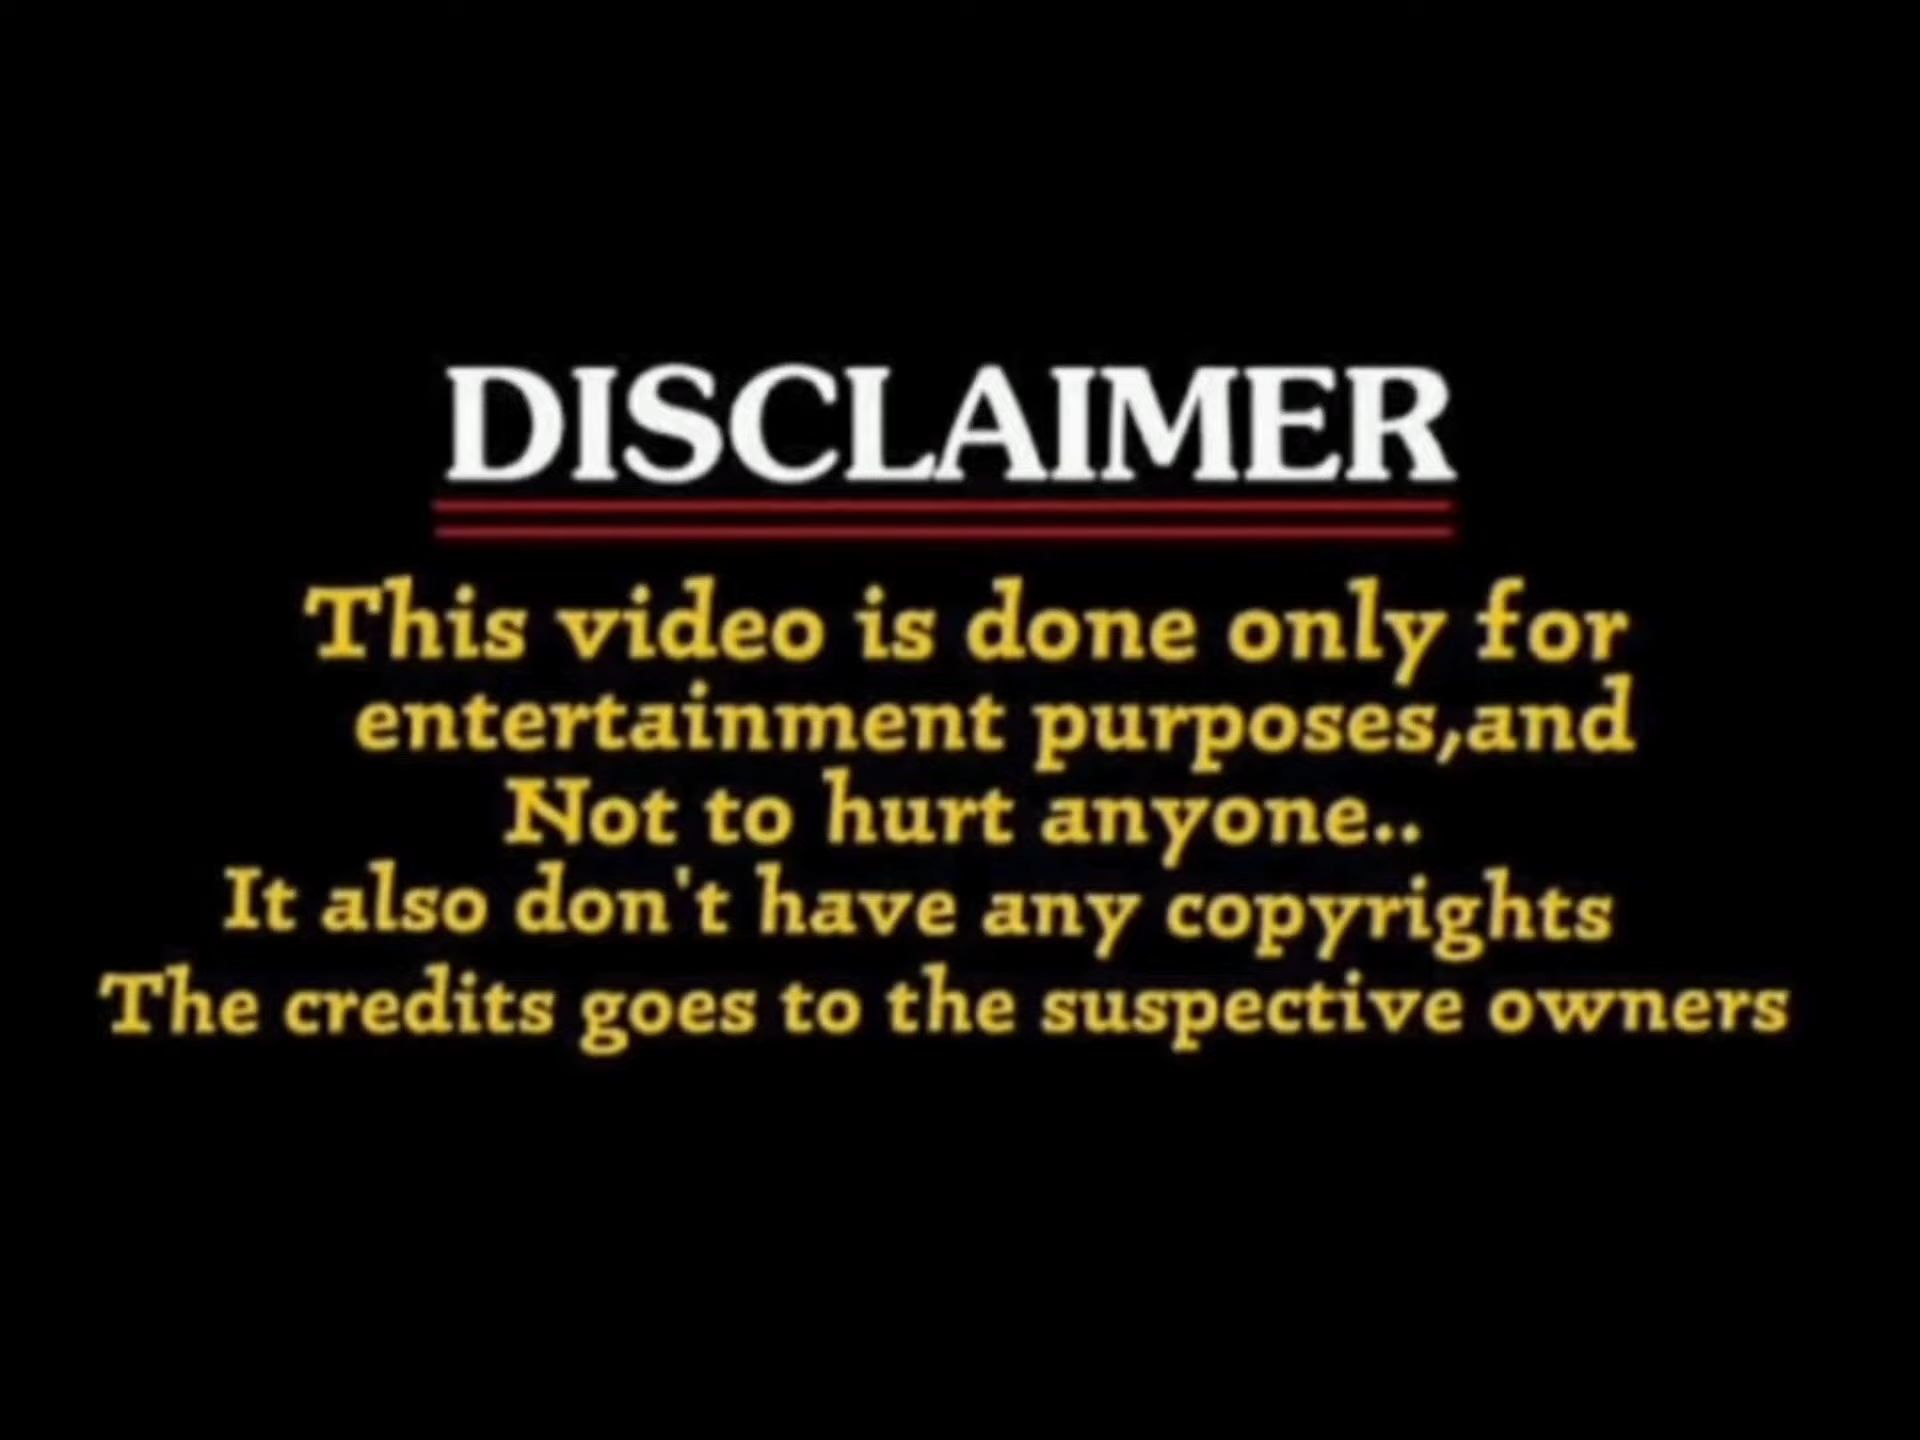 DISCLAIMER
This video is done only for
entertainment purposes,and
Not to hurt anyone..
It also don't have any copyrights
The credits goes to the suspective owners